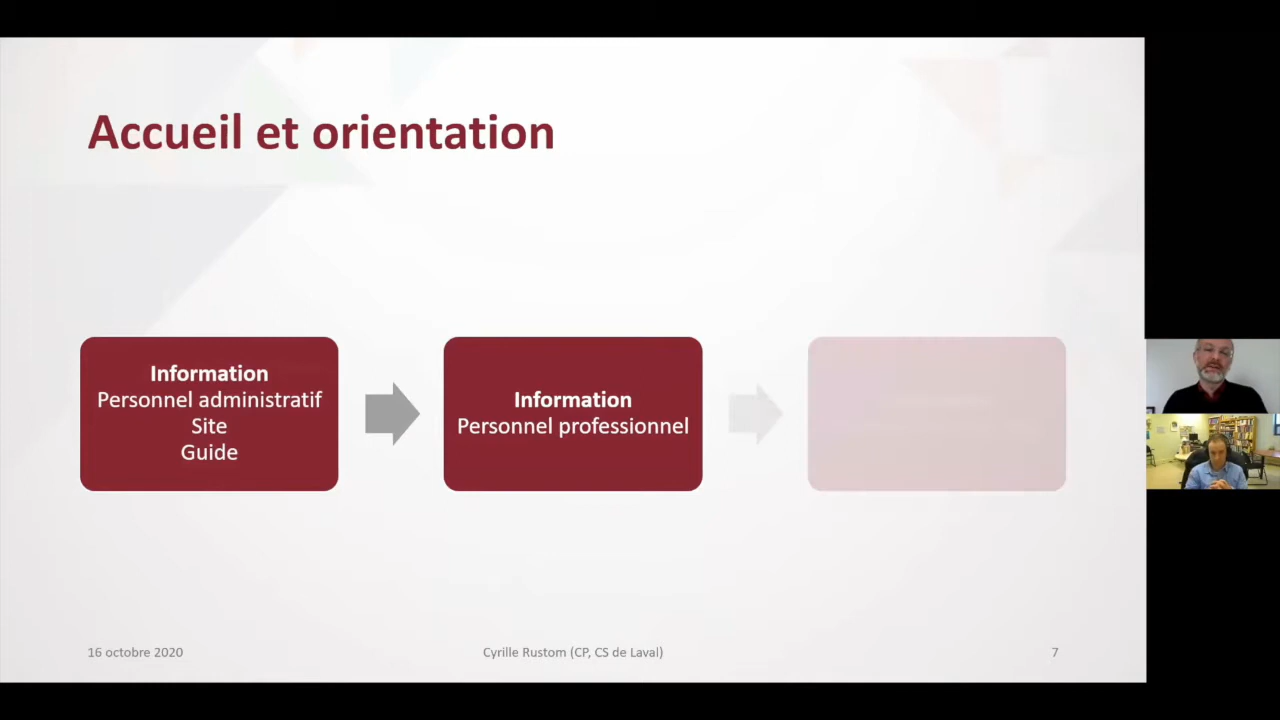 Accueil et orientation
Information
Personnel administratif
Site
Guide
Information
Personnel professionnel
16 octobre 2020
Cyrille Rustom (CP, CS de Laval)
7